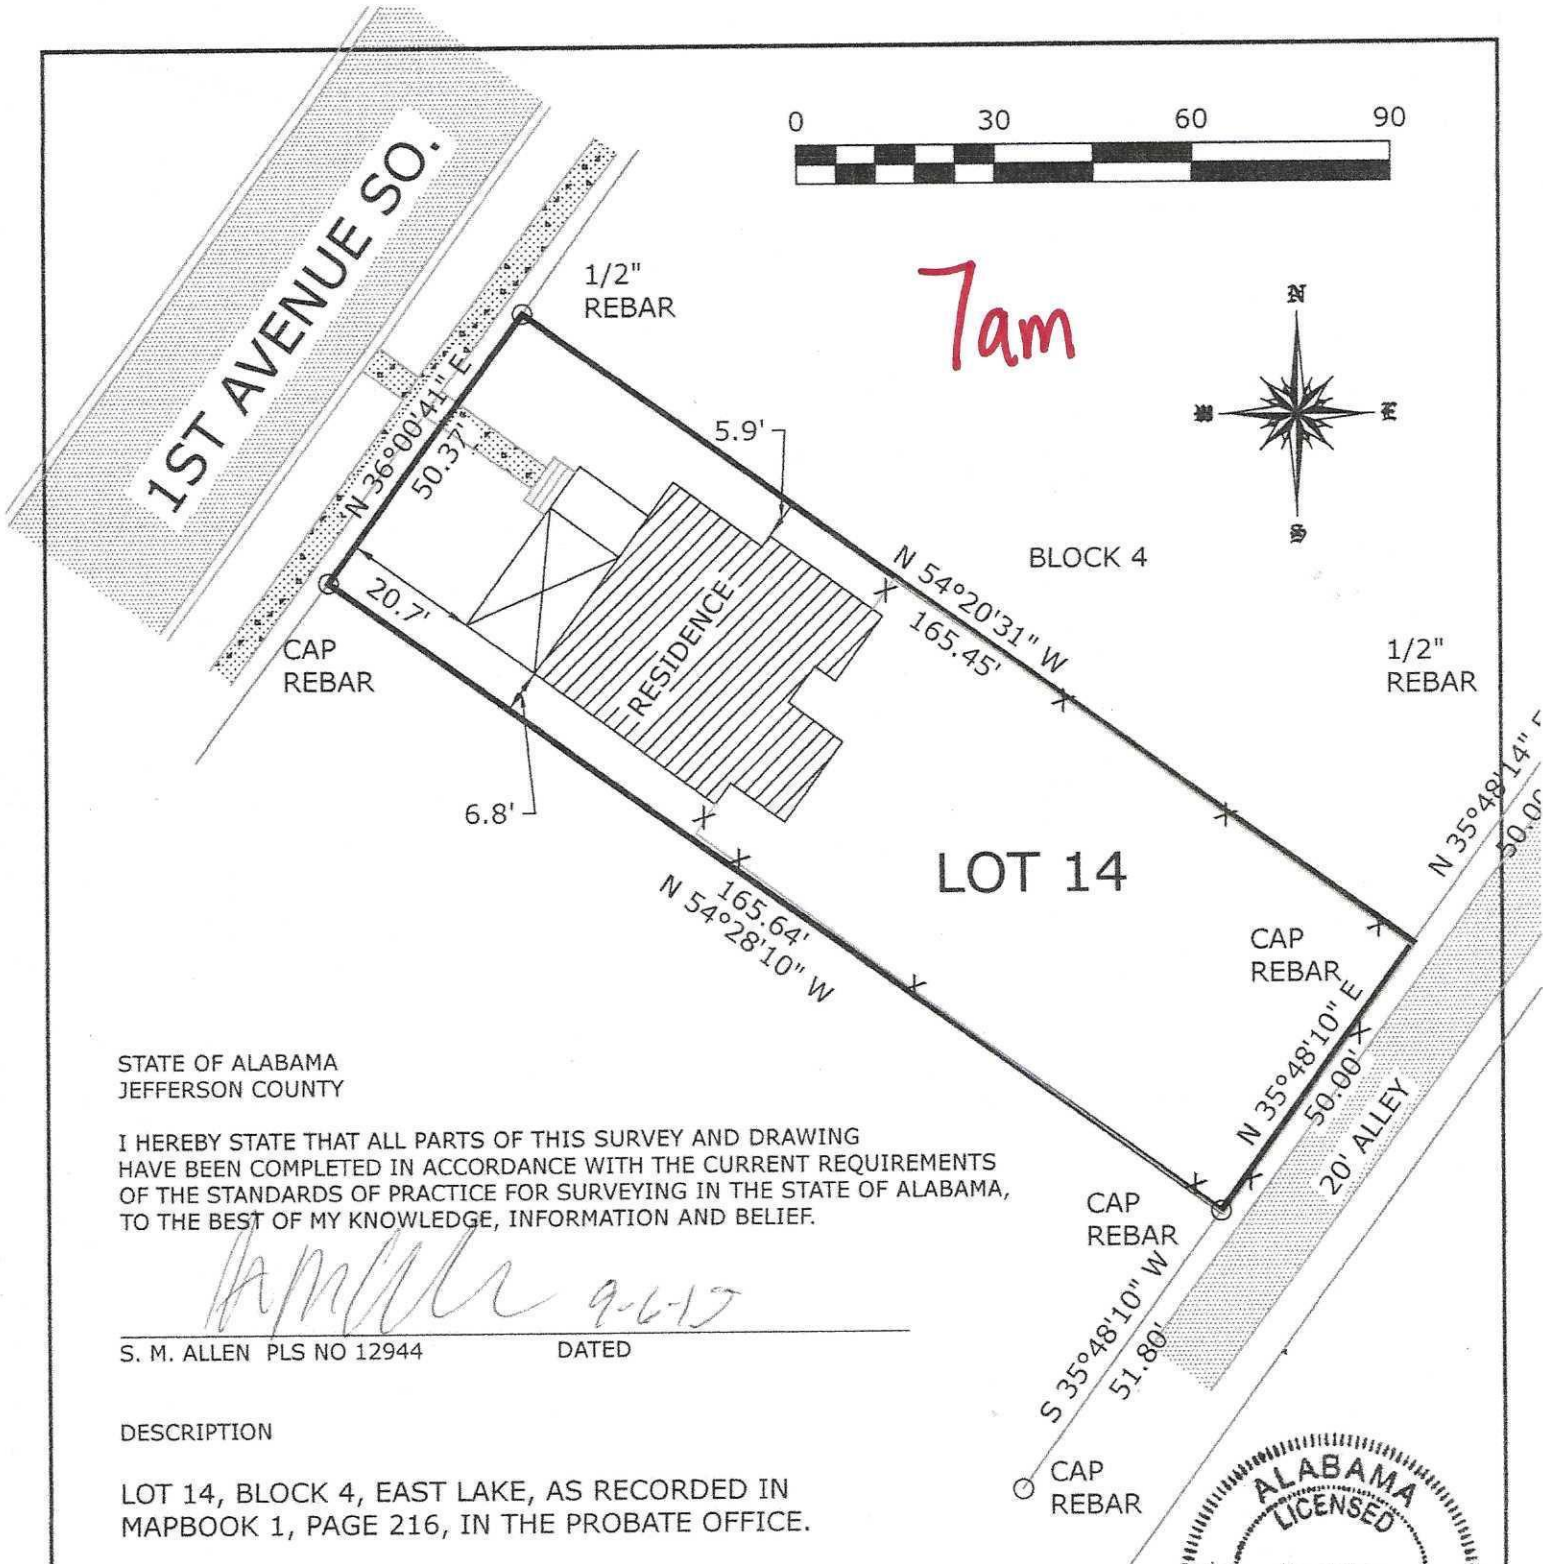 0 30 60 90
1ST AVENUE SO.
1/2"
REBAR
7am
N
W E
S
N 36°00'41" E
50.37'
5.9'
BLOCK 4
N 54°20'31" W
165.45'
20.7'
CAP
REBAR
RESIDENCE
1/2"
REBAR
6.8'
N 35°48'14" E
50.00
LOT 14
165.64'
N 54°28'10" W
CAP
REBAR
N 35°48'10" E
50.00'
20' ALLEY
STATE OF ALABAMA
JEFFERSON COUNTY
I HEREBY STATE THAT ALL PARTS OF THIS SURVEY AND DRAWING
HAVE BEEN COMPLETED IN ACCORDANCE WITH THE CURRENT REQUIREMENTS
OF THE STANDARDS OF PRACTICE FOR SURVEYING IN THE STATE OF ALABAMA,
TO THE BEST OF MY KNOWLEDGE, INFORMATION AND BELIEF.
CAP
REBAR
S 35°48'10" W
51.80'
S. M. ALLEN PLS NO 12944 DATED
DESCRIPTION
LOT 14, BLOCK 4, EAST LAKE, AS RECORDED IN
MAPBOOK 1, PAGE 216, IN THE PROBATE OFFICE.
CAP
REBAR
ALABAMA
LICENSED